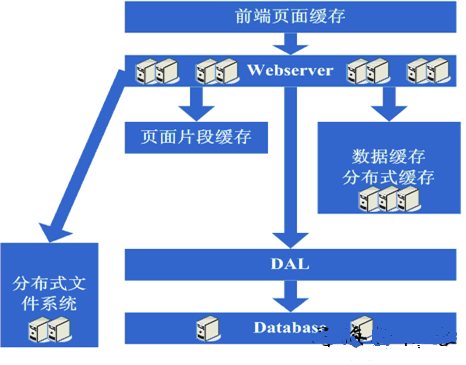 前端页面缓存
Webserver
页面片段缓存
数据缓存
分布式缓存
分布式文
件系统
DAL
Database